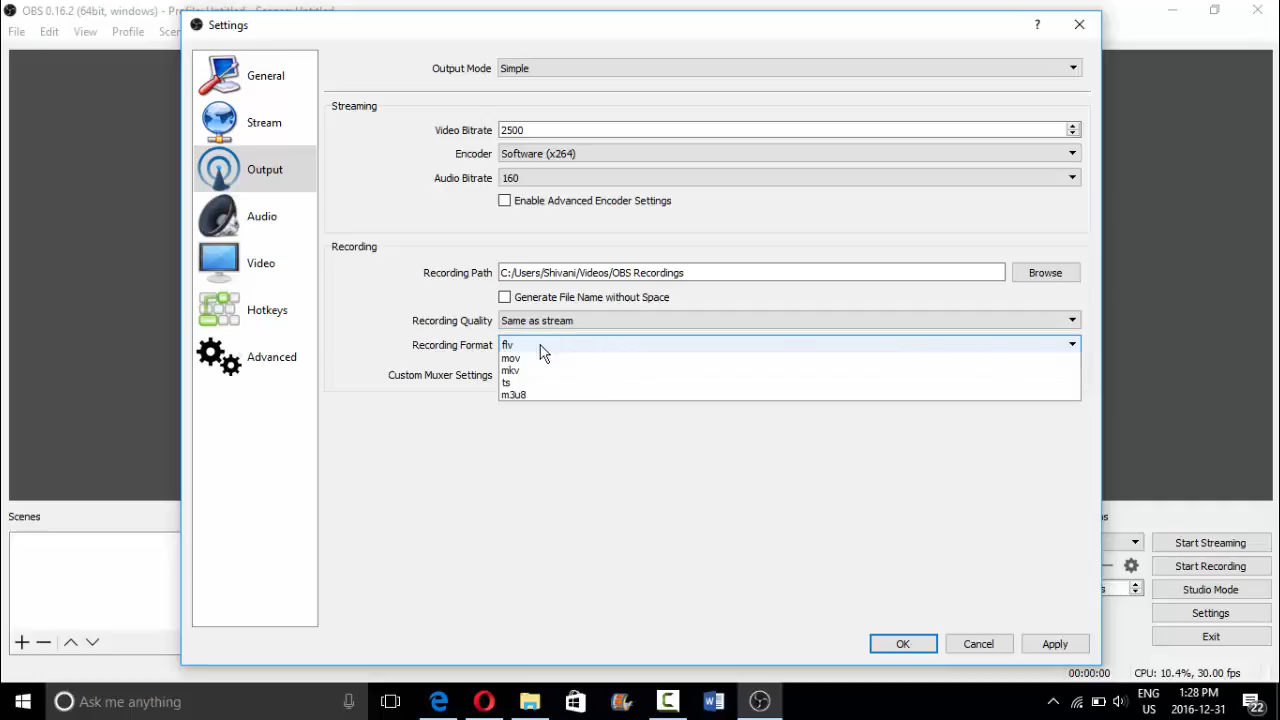 OBS 0.16.2 (64bit, windows) - Profile: Untitled - Scenes: Untitled
File Edit View Profile Scen
Settings
?
General
Stream
Output
Audio
Video
Hotkeys
Advanced
Output Mode Simple
Streaming
Video Bitrate 2500
Encoder Software (x264)
Audio Bitrate 160
Enable Advanced Encoder Settings
Recording
Recording Path C:/Users/Shivani/Videos/OBS Recordings Browse
Generate File Name without Space
Recording Quality Same as stream
Recording Format flv
mov
mkv
Custom Muxer Settings ts
m3u8
OK Cancel Apply
Scenes
ns
s
Start Streaming
Start Recording
Studio Mode
Settings
Exit
00:00:00 CPU: 10.4%, 30.00 fps
Ask me anything
ENG
US
1:28 PM
2016-12-31
22